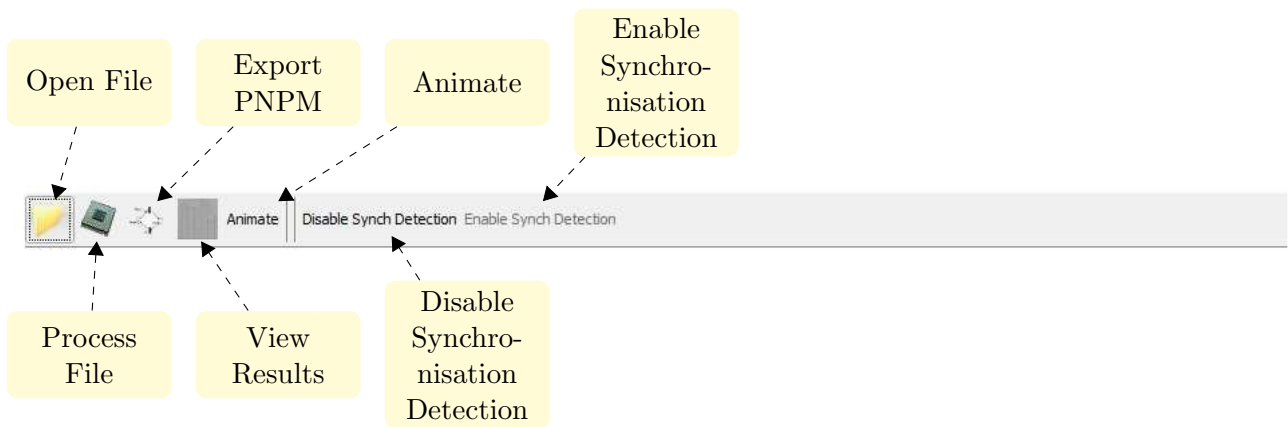 Open File
Export
PNPM
Animate
Enable
Synchro-
nisation
Detection
Animate Disable Synch Detection Enable Synch Detection
Process
File
View
Results
Disable
Synchro-
nisation
Detection